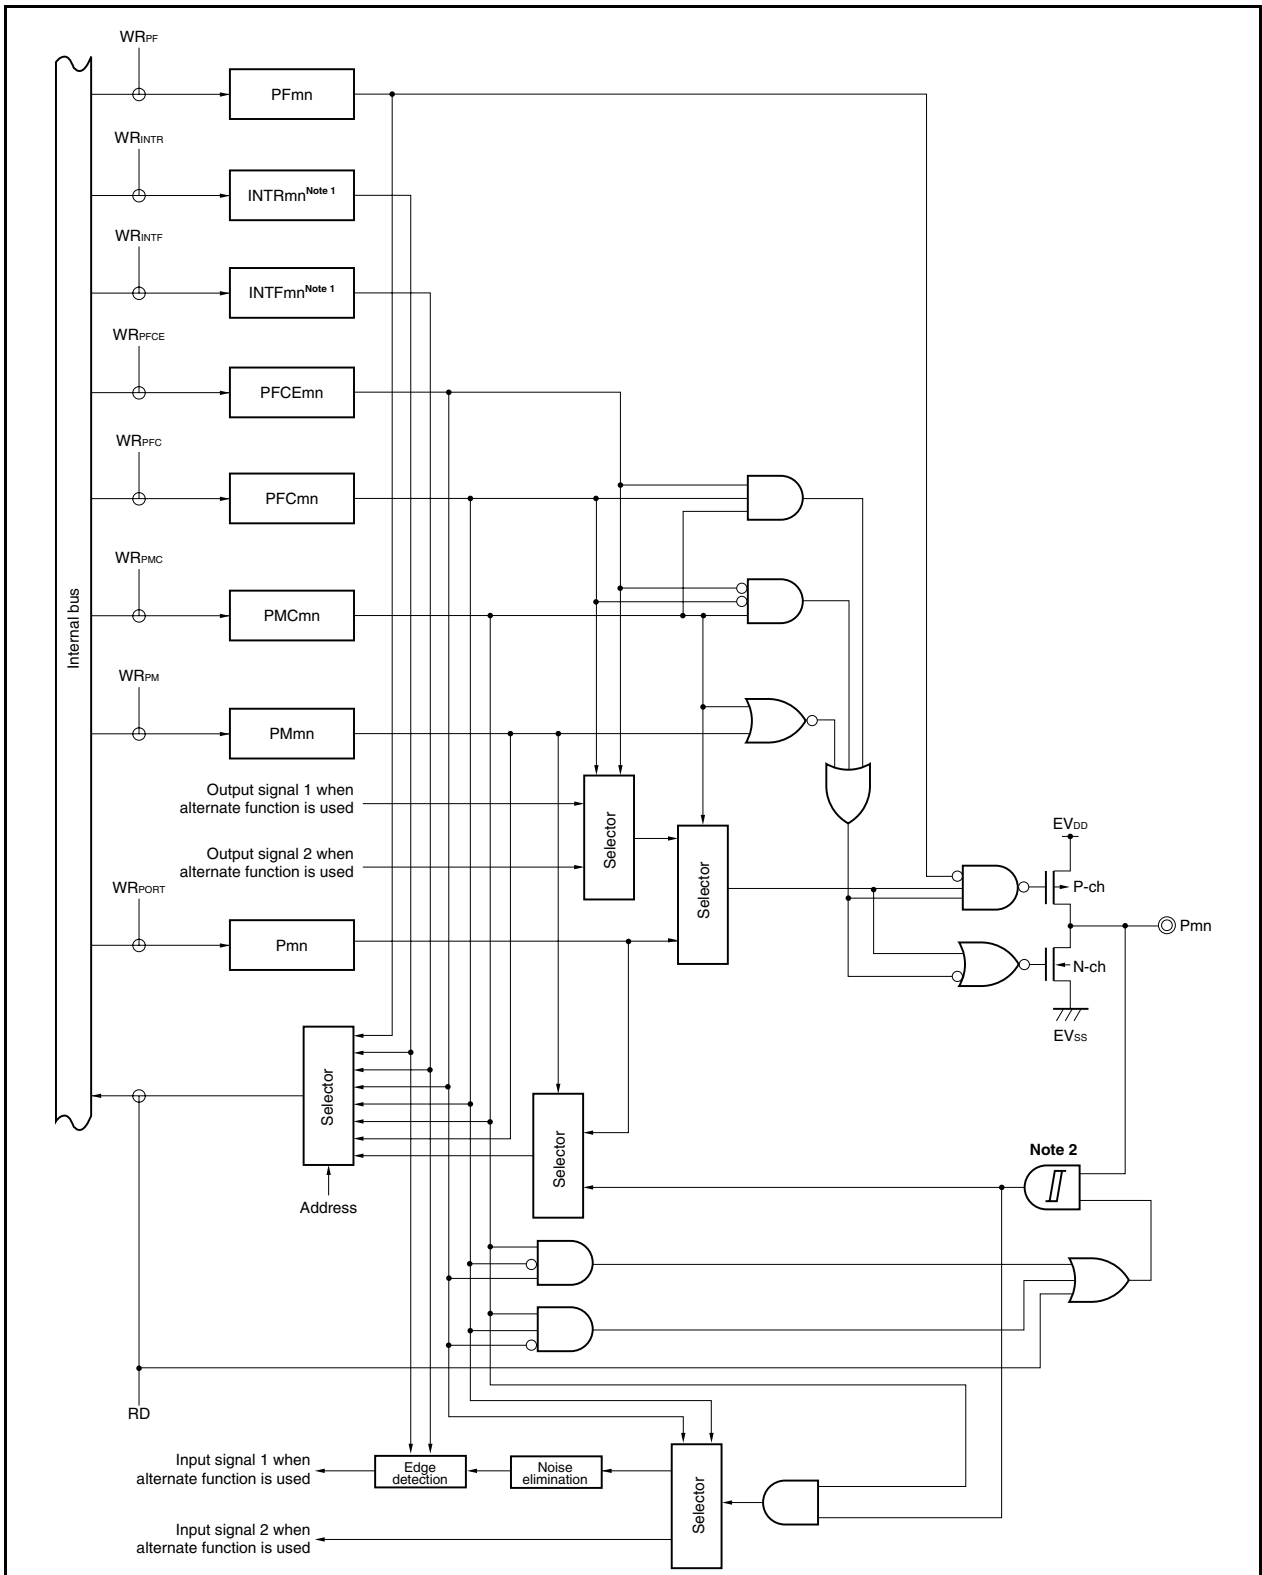 WRPF
PFmn
WRINTR
INTRmnNote 1
WRINTF
INTFmnNote 1
WRPFCE
PFCEmn
WRPFC
PFCmn
WRPMC
PMCmn
Internal bus
WRPM
PMmn
Output signal 1 when
alternate function is used
Output signal 2 when
alternate function is used
Selector
Selector
WRPORT
Pmn
EVDD
P-ch
Pmn
N-ch
EVSS
Selector
Address
Selector
Note 2
RD
Input signal 1 when
alternate function is used
Edge
detection
Noise
elimination
Selector
Input signal 2 when
alternate function is used